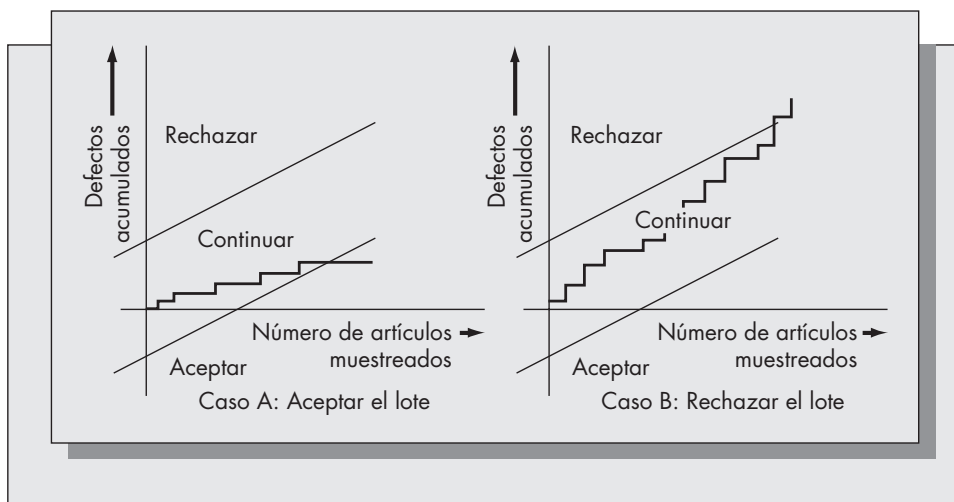 Defectos
acumulados
Rechazar
Continuar
Número de artículos
muestreados
Aceptar
Caso A: Aceptar el lote
Defectos
acumulados
Rechazar
Continuar
Número de artículos
muestreados
Aceptar
Caso B: Rechazar el lote